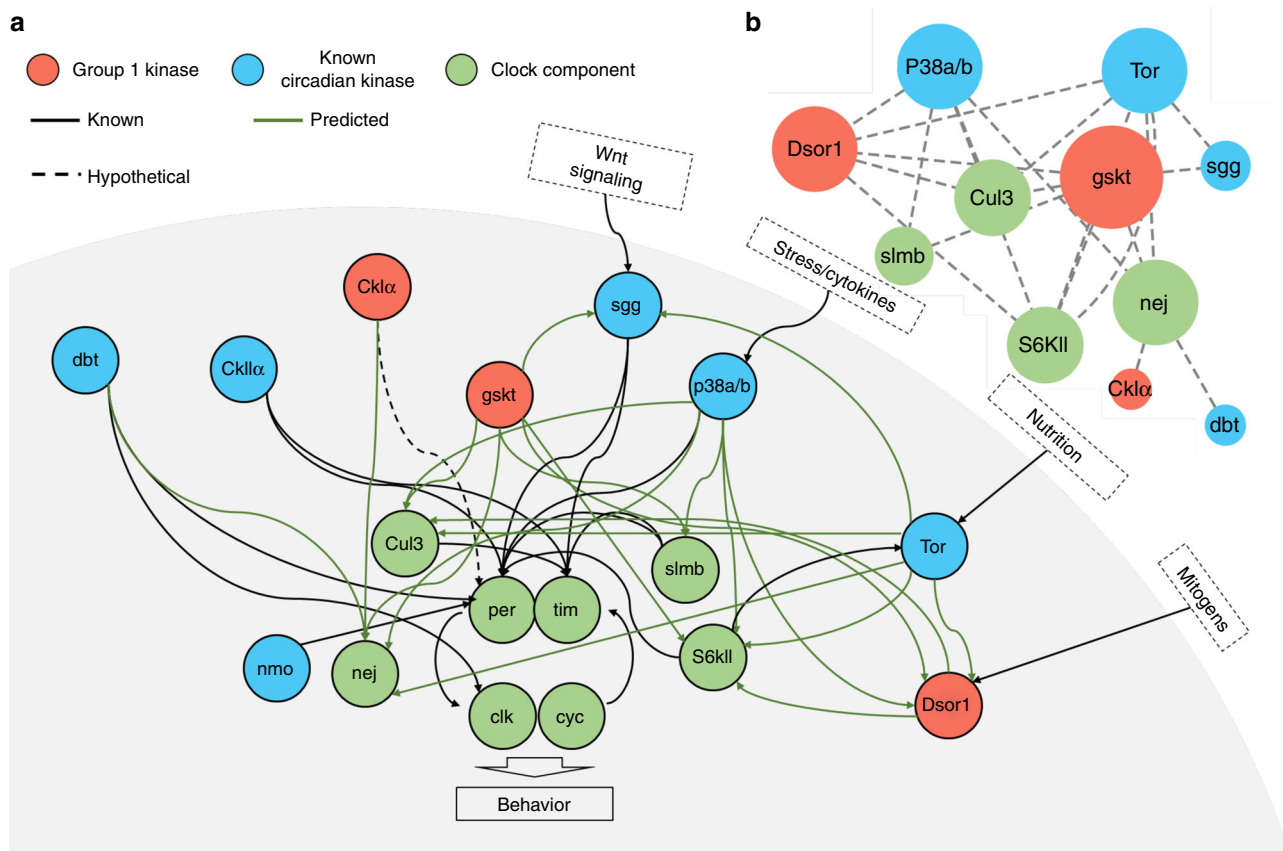 a
Group 1 kinase
Known
circadian kinase
Clock component
Known
Predicted
Hypothetical
Wnt
signaling
Stress/cytokines
Nutrition
Mitogens
CkIα
sgg
dbt
CkIIα
gskt
p38a/b
Cul3
slmb
Tor
per
tim
nmo
nej
S6kII
Dsor1
clk
cyc
Behavior
b
P38a/b
Tor
Dsor1
gskt
sgg
Cul3
slmb
nej
S6KII
CkIα
dbt